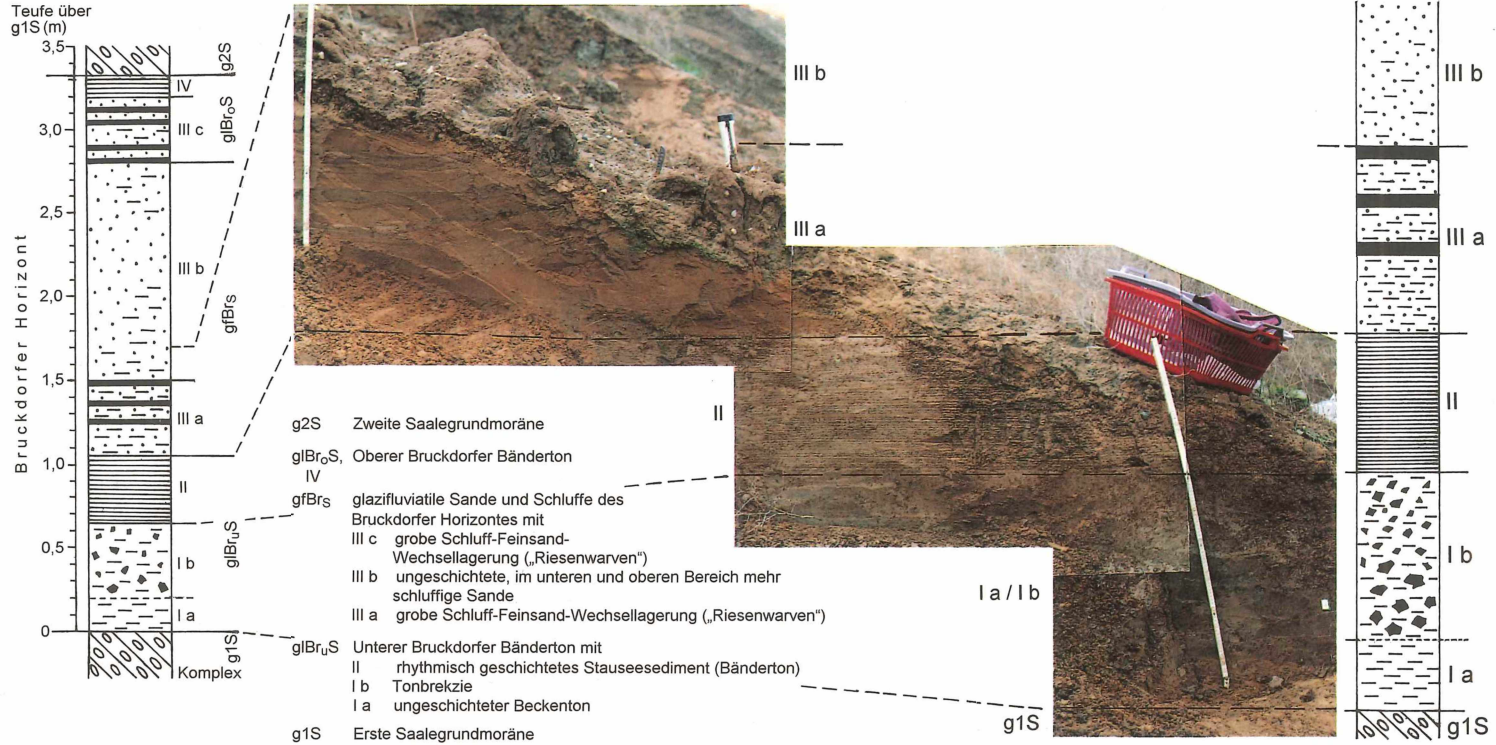 Teufe über
g1S (m)
3,5
3,0
2,5
2,0
1,5
1,0
0,5
0
Bruckdorfer Horizont
IV
III c
III b
III a
II
I b
I a
Komplex
g2S
glBroS
gfBrS
glBruS
g1S
III b
III a
II
I a / I b
g1S
g2S Zweite Saalegrundmoräne
glBroS, Oberer Bruckdorfer Bänderton
IV
gfBrS glazifluviatile Sande und Schluffe des
Bruckdorfer Horizontes mit
III c grobe Schluff-Feinsand-
Wechsellagerung („Riesenwarven")
III b ungeschichtete, im unteren und oberen Bereich mehr
schluffige Sande
III a grobe Schluff-Feinsand-Wechsellagerung („Riesenwarven")
glBruS Unterer Bruckdorfer Bänderton mit
II rhythmisch geschichtetes Stauseesediment (Bänderton)
I b Tonbrekzie
I a ungeschichteter Beckenton
g1S Erste Saalegrundmoräne
III b
III a
II
I b
I a
g1S